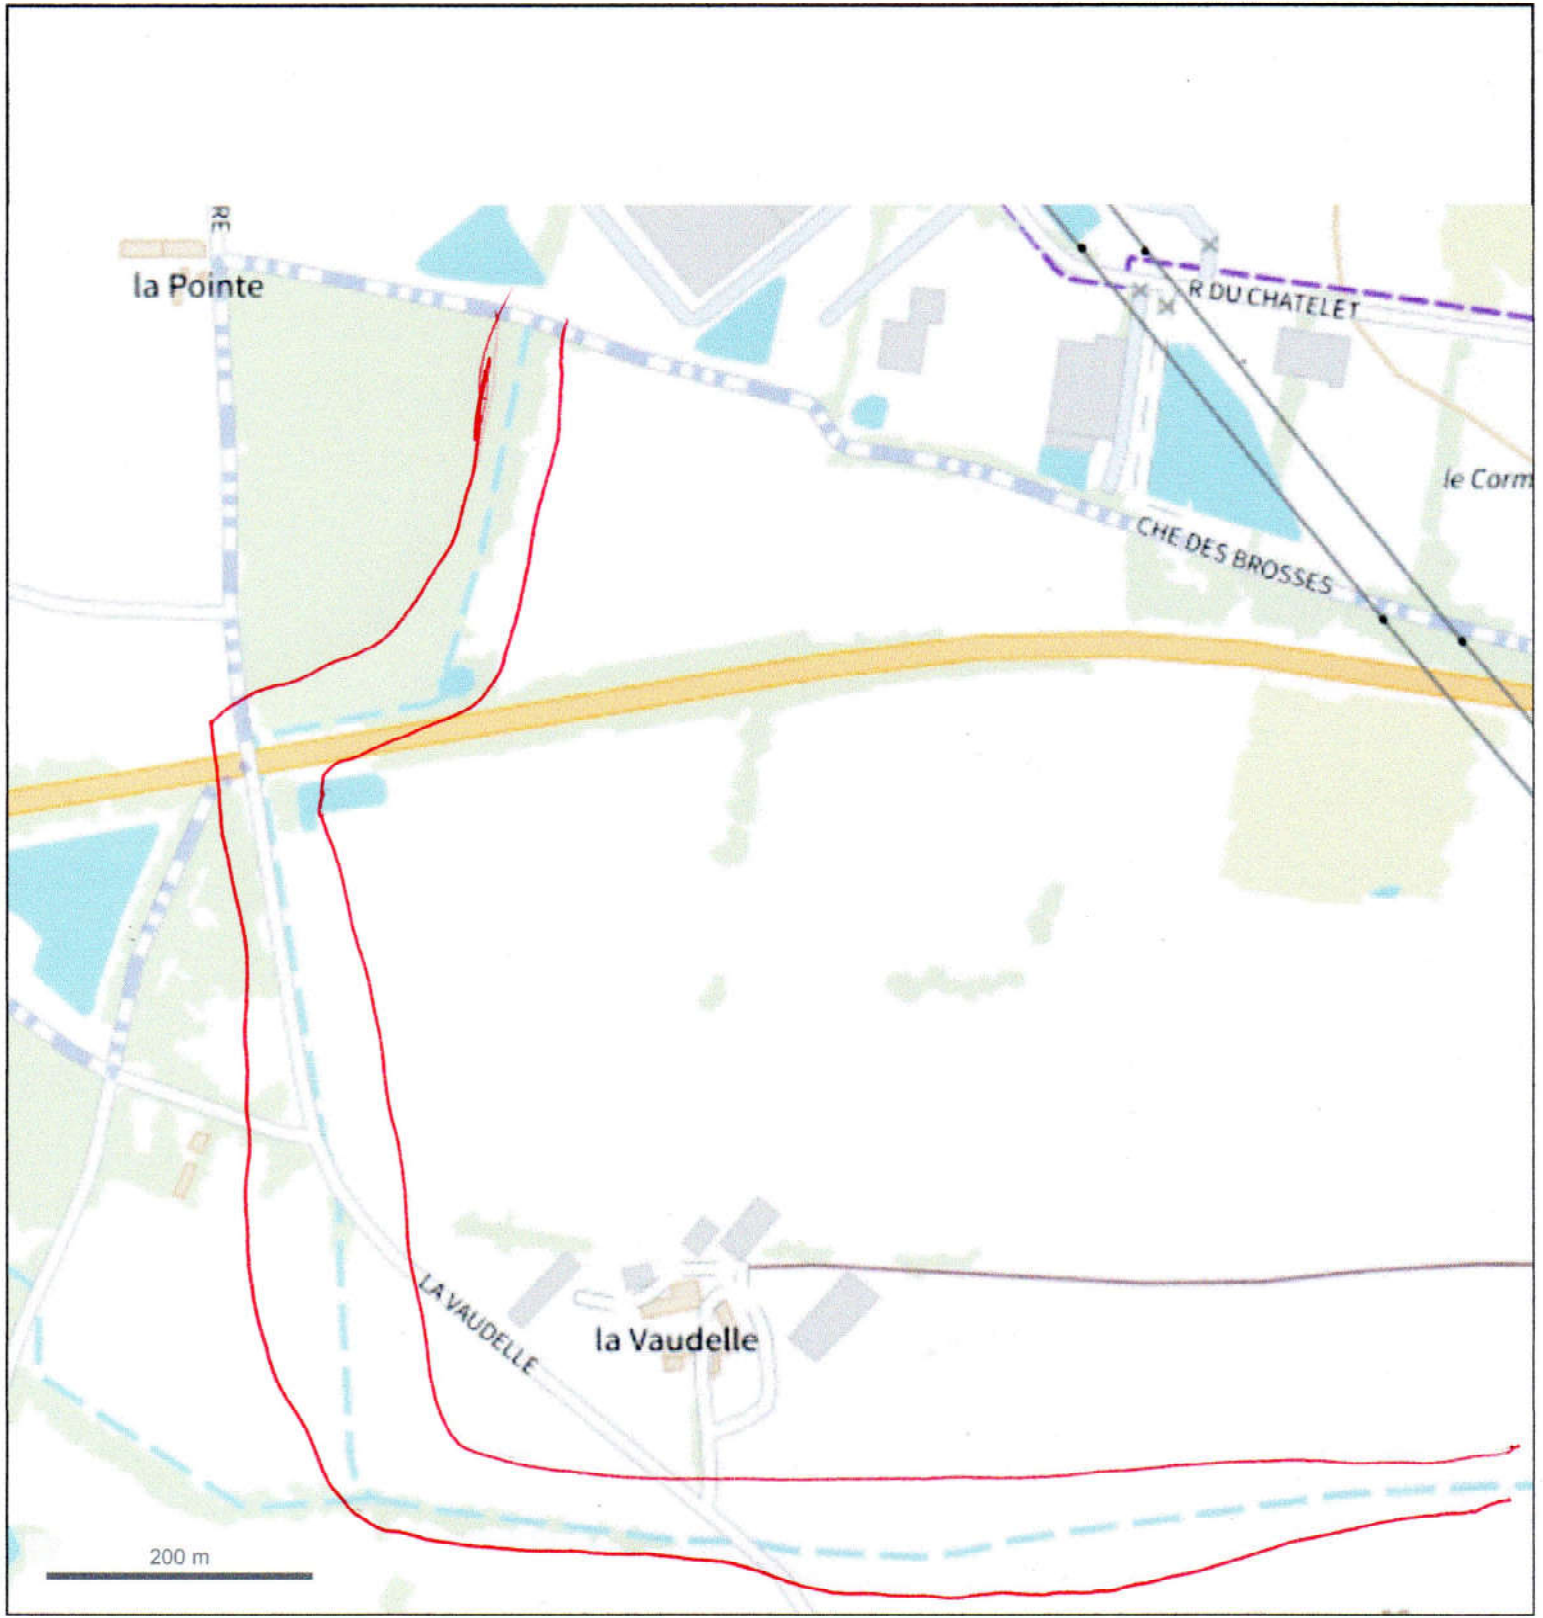 RE
la Pointe
R DU CHATELET
le Corm
CHE DES BROSSES
LA VAUDELLE
la Vaudelle
200 m